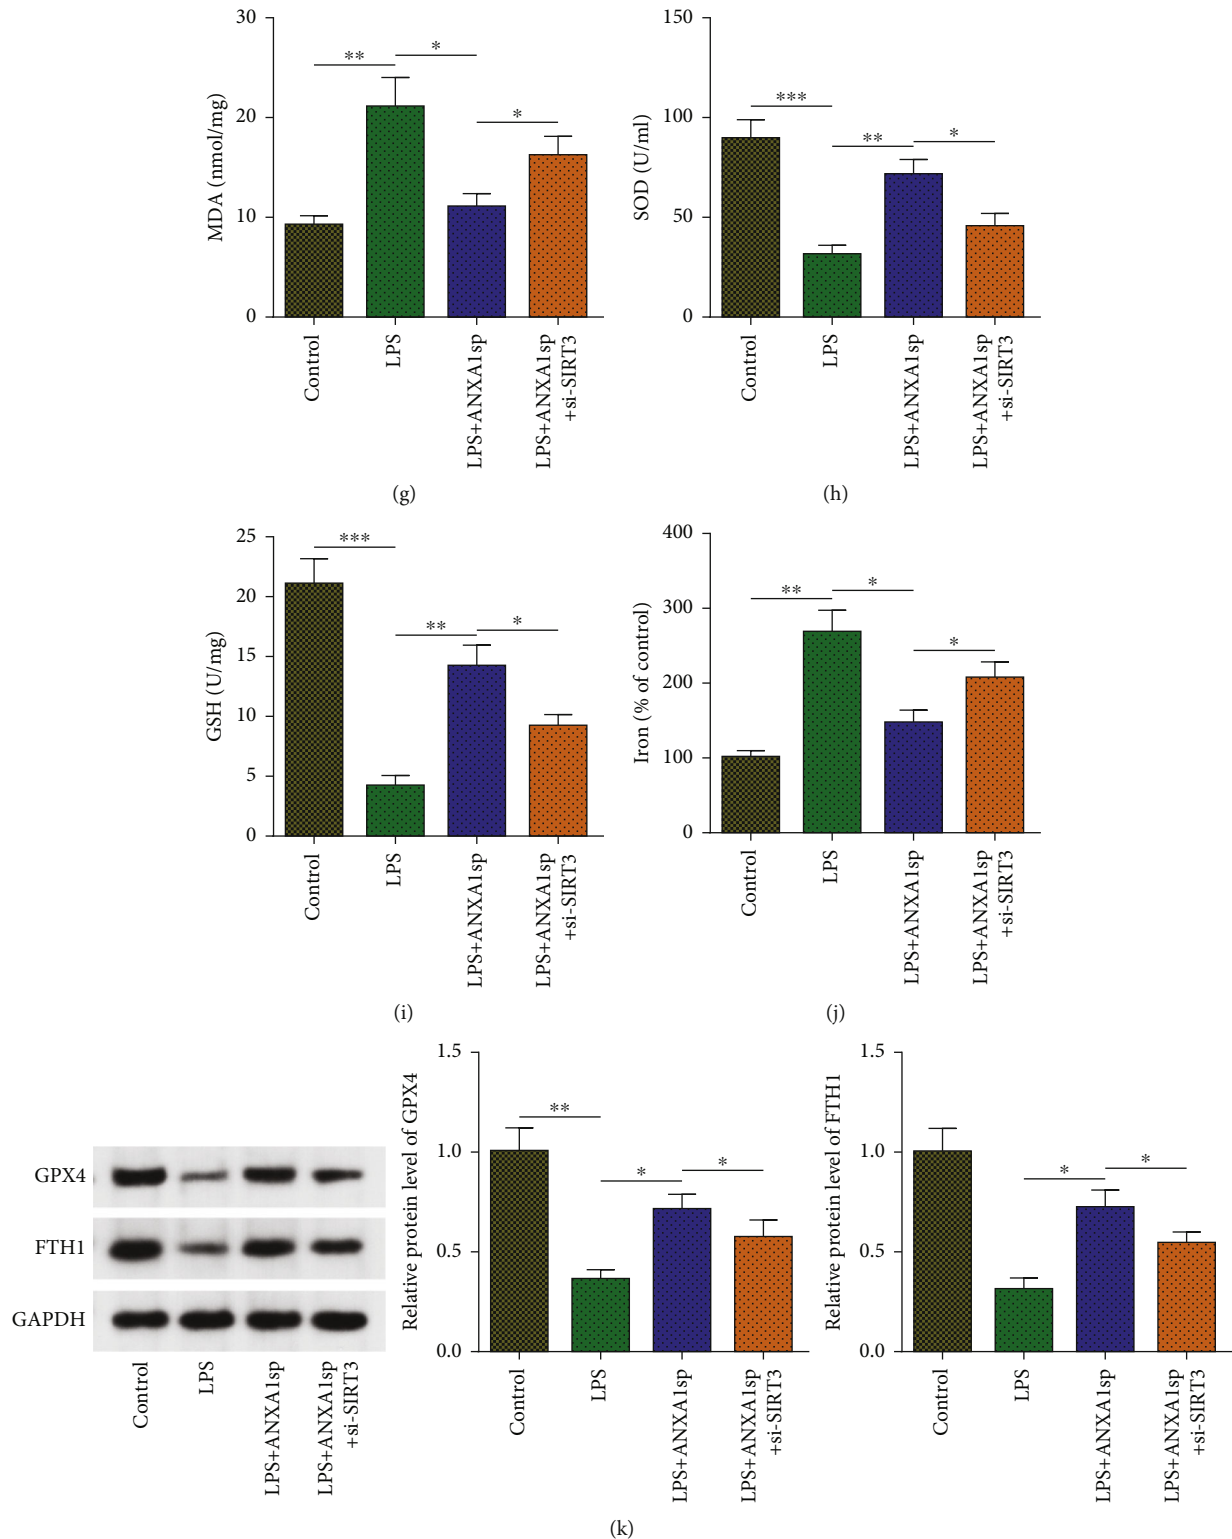 30
20
10
0
MDA (nmol/mg)
**
*
*
Control
LPS
LPS+ANXA1sp
LPS+ANXA1sp
+si-SIRT3
(g)
150
100
50
0
SOD (U/ml)
***
**
*
Control
LPS
LPS+ANXA1sp
LPS+ANXA1sp
+si-SIRT3
(h)
25
20
15
10
5
0
GSH (U/mg)
***
**
*
Control
LPS
LPS+ANXA1sp
LPS+ANXA1sp
+si-SIRT3
(i)
400
300
200
100
0
Iron (% of control)
**
*
*
Control
LPS
LPS+ANXA1sp
LPS+ANXA1sp
+si-SIRT3
(j)
GPX4
FTH1
GAPDH
Control
LPS
LPS+ANXA1sp
LPS+ANXA1sp
+si-SIRT3
1.5
1.0
0.5
0.0
Relative protein level of GPX4
**
*
*
Control
LPS
LPS+ANXA1sp
LPS+ANXA1sp
+si-SIRT3
1.5
1.0
0.5
0.0
Relative protein level of FTH1
*
*
Control
LPS
LPS+ANXA1sp
LPS+ANXA1sp
+si-SIRT3
(k)